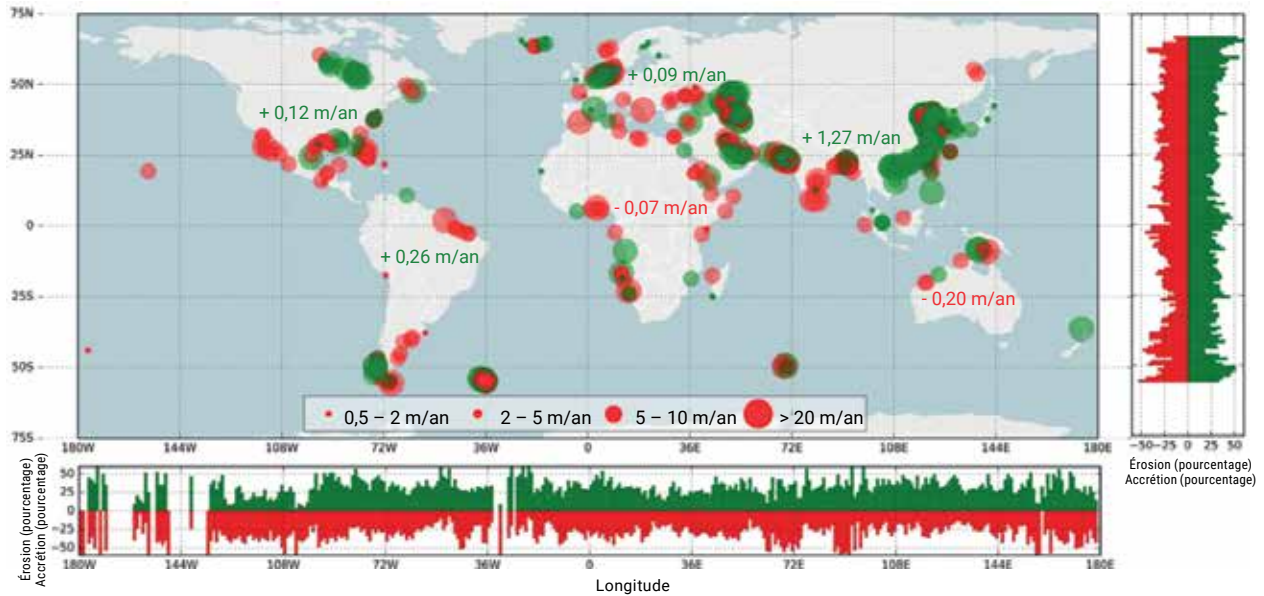 75N
50N
25N
0
25S
50S
75S
+ 0,09 m/an
+ 0,12 m/an
+ 1,27 m/an
- 0,07 m/an
+ 0,26 m/an
- 0,20 m/an
0,5 – 2 m/an 2 – 5 m/an 5 – 10 m/an > 20 m/an
180W 144W 108W 72W 36W 0 36E 72E 108E 144E 180E
−50 −25 0 25 50
Érosion (pourcentage)
Accrétion (pourcentage)
Érosion (pourcentage)
Accrétion (pourcentage)
50
25
0
−25
−50
180W 144W 108W 72W 36W 0 36E 72E 108E 144E 180E
Longitude